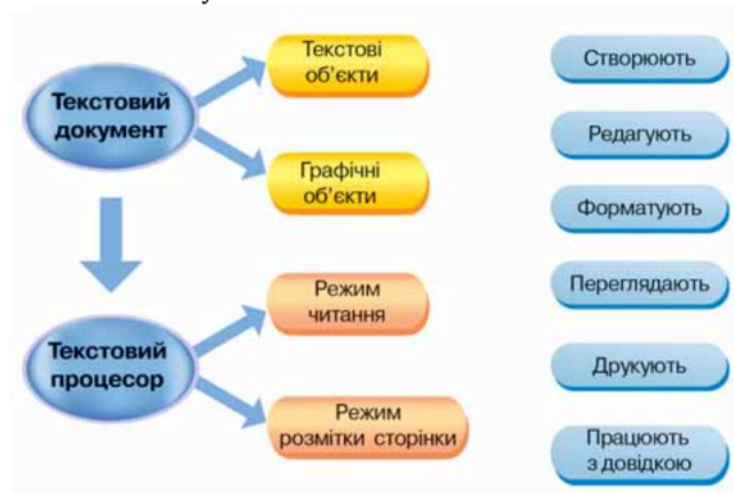 Текстовий
документ
Текстові
об'єкти
Графічні
об'єкти
Текстовий
процесор
Режим
читання
Режим
розмітки сторінки
Створюють
Редагують
Форматують
Переглядають
Друкують
Працюють
з довідкою